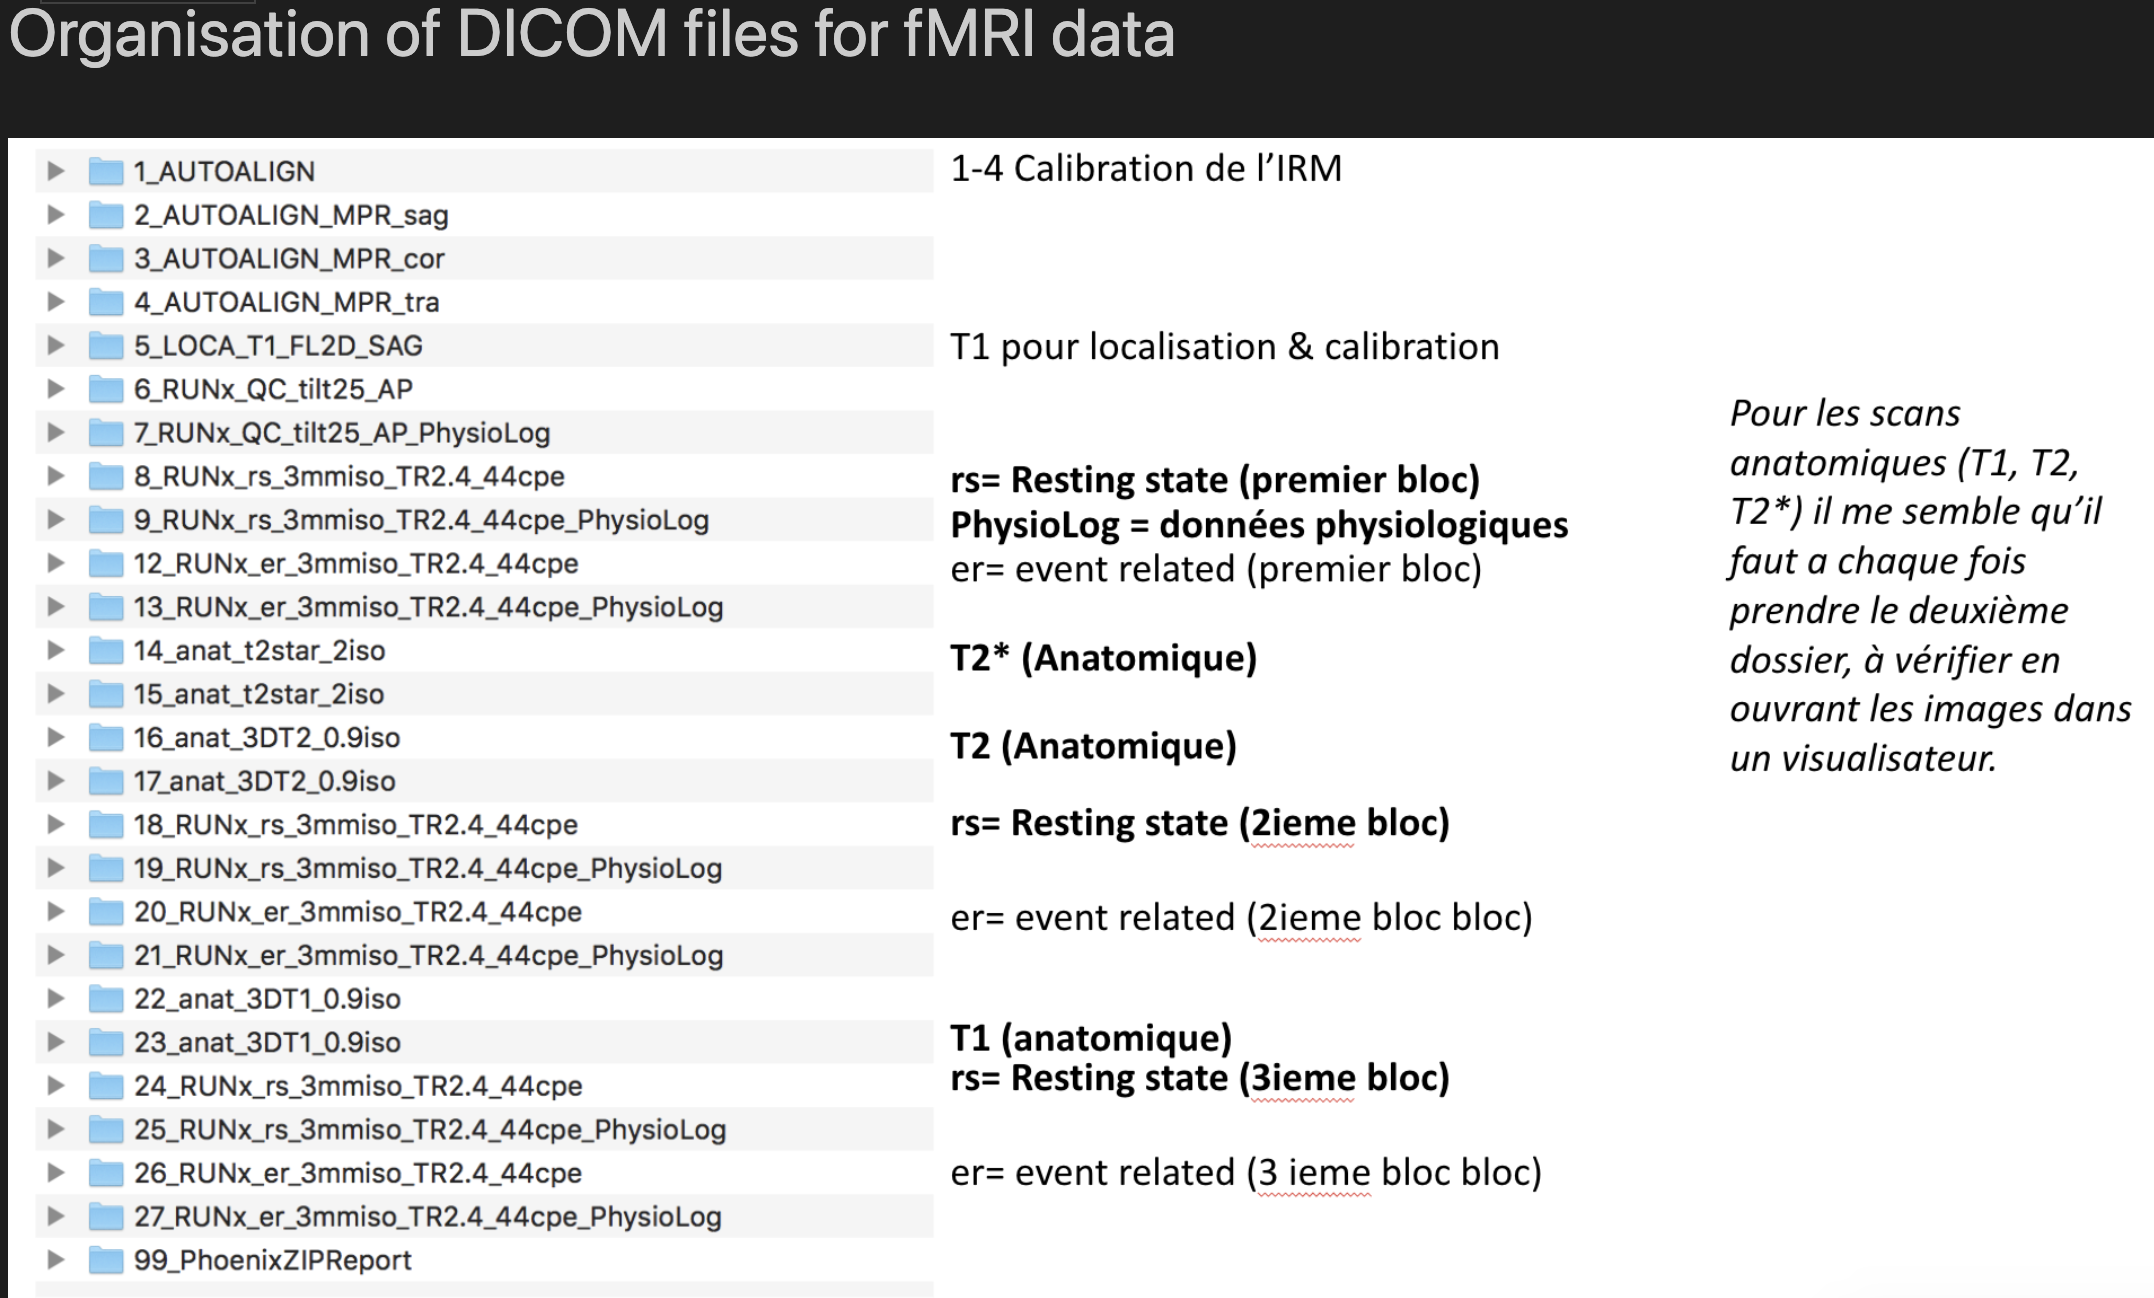 Organisation of DICOM files for fMRI data
1_AUTOALIGN
1-4 Calibration de l’IRM
2_AUTOALIGN_MPR_sag
3_AUTOALIGN_MPR_cor
4_AUTOALIGN_MPR_tra
5_LOCA_T1_FL2D_SAG
T1 pour localisation & calibration
6_RUNx_QC_tilt25_AP
7_RUNx_QC_tilt25_AP_PhysioLog
8_RUNx_rs_3mmiso_TR2.4_44cpe
rs= Resting state (premier bloc)
9_RUNx_rs_3mmiso_TR2.4_44cpe_PhysioLog
PhysioLog = données physiologiques
12_RUNx_er_3mmiso_TR2.4_44cpe
er= event related (premier bloc)
13_RUNx_er_3mmiso_TR2.4_44cpe_PhysioLog
14_anat_t2star_2iso
T2* (Anatomique)
15_anat_t2star_2iso
16_anat_3DT2_0.9iso
T2 (Anatomique)
17_anat_3DT2_0.9iso
18_RUNx_rs_3mmiso_TR2.4_44cpe
rs= Resting state (2ieme bloc)
19_RUNx_rs_3mmiso_TR2.4_44cpe_PhysioLog
20_RUNx_er_3mmiso_TR2.4_44cpe
er= event related (2ieme bloc bloc)
21_RUNx_er_3mmiso_TR2.4_44cpe_PhysioLog
22_anat_3DT1_0.9iso
23_anat_3DT1_0.9iso
T1 (anatomique)
24_RUNx_rs_3mmiso_TR2.4_44cpe
rs= Resting state (3ieme bloc)
25_RUNx_rs_3mmiso_TR2.4_44cpe_PhysioLog
26_RUNx_er_3mmiso_TR2.4_44cpe
er= event related (3 ieme bloc bloc)
27_RUNx_er_3mmiso_TR2.4_44cpe_PhysioLog
99_PhoenixZIPReport
Pour les scans
anatomiques (T1, T2,
T2*) il me semble qu’il
faut a chaque fois
prendre le deuxième
dossier, à vérifier en
ouvrant les images dans
un visualisateur.